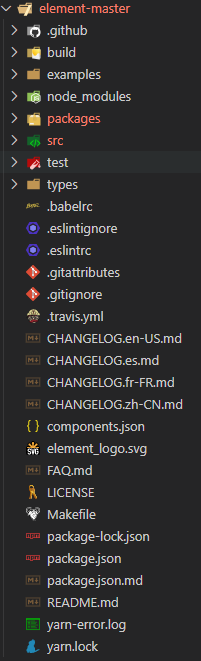 element-master
.github
build
examples
node_modules
packages
src
test
types
.babelrc
.eslintignore
.eslintrc
.gitattributes
.gitignore
.travis.yml
CHANGELOG.en-US.md
CHANGELOG.es.md
CHANGELOG.fr-FR.md
CHANGELOG.zh-CN.md
components.json
element_logo.svg
FAQ.md
LICENSE
Makefile
package-lock.json
package.json
package.json.md
README.md
yarn-error.log
yarn.lock